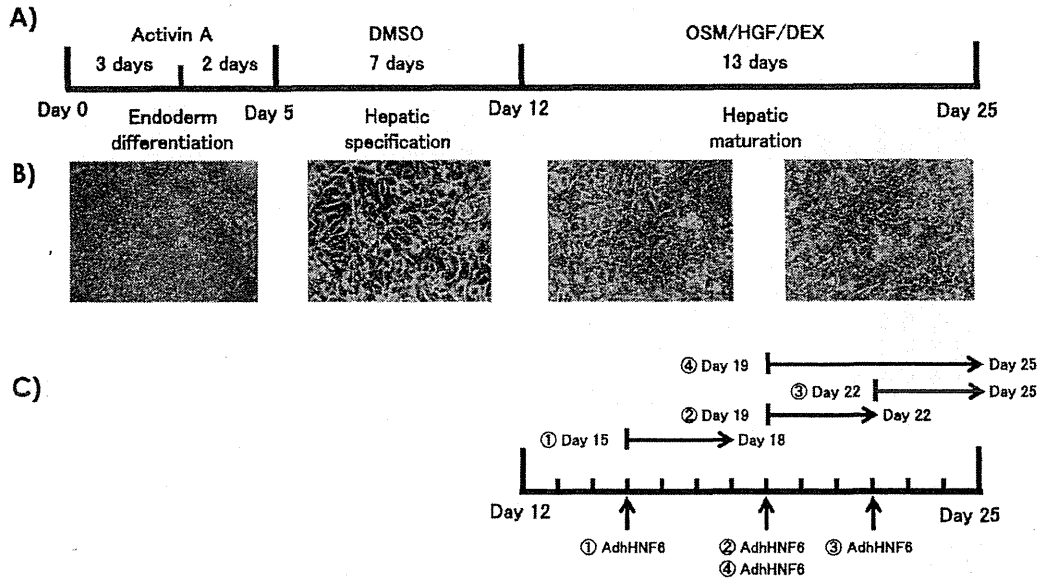 A)
Activin A
DMSO
OSM/HGF/DEX
3 days
2 days
7 days
13 days
Day 0
Day 5
Day 12
Day 25
Endoderm
differentiation
Hepatic
specification
Hepatic
maturation
B)
C)
④ Day 19
Day 25
③ Day 22
Day 25
② Day 19
Day 22
① Day 15
Day 18
Day 12
Day 25
① AdhHNF6
② AdhHNF6
③ AdhHNF6
④ AdhHNF6